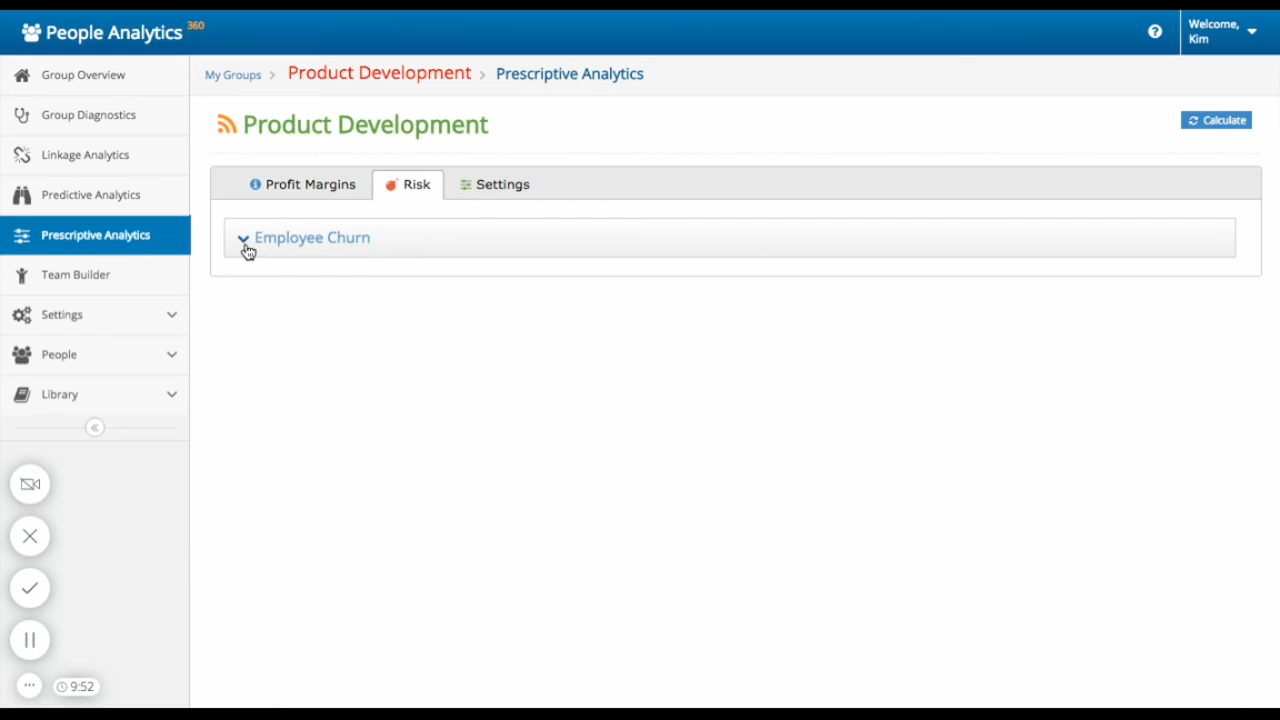 People Analytics 360
Welcome,
Kim
Group Overview
Group Diagnostics
Linkage Analytics
Predictive Analytics
Prescriptive Analytics
Team Builder
Settings
People
Library
9:52
My Groups > Product Development > Prescriptive Analytics
Product Development
Calculate
Profit Margins Risk Settings
Employee Churn